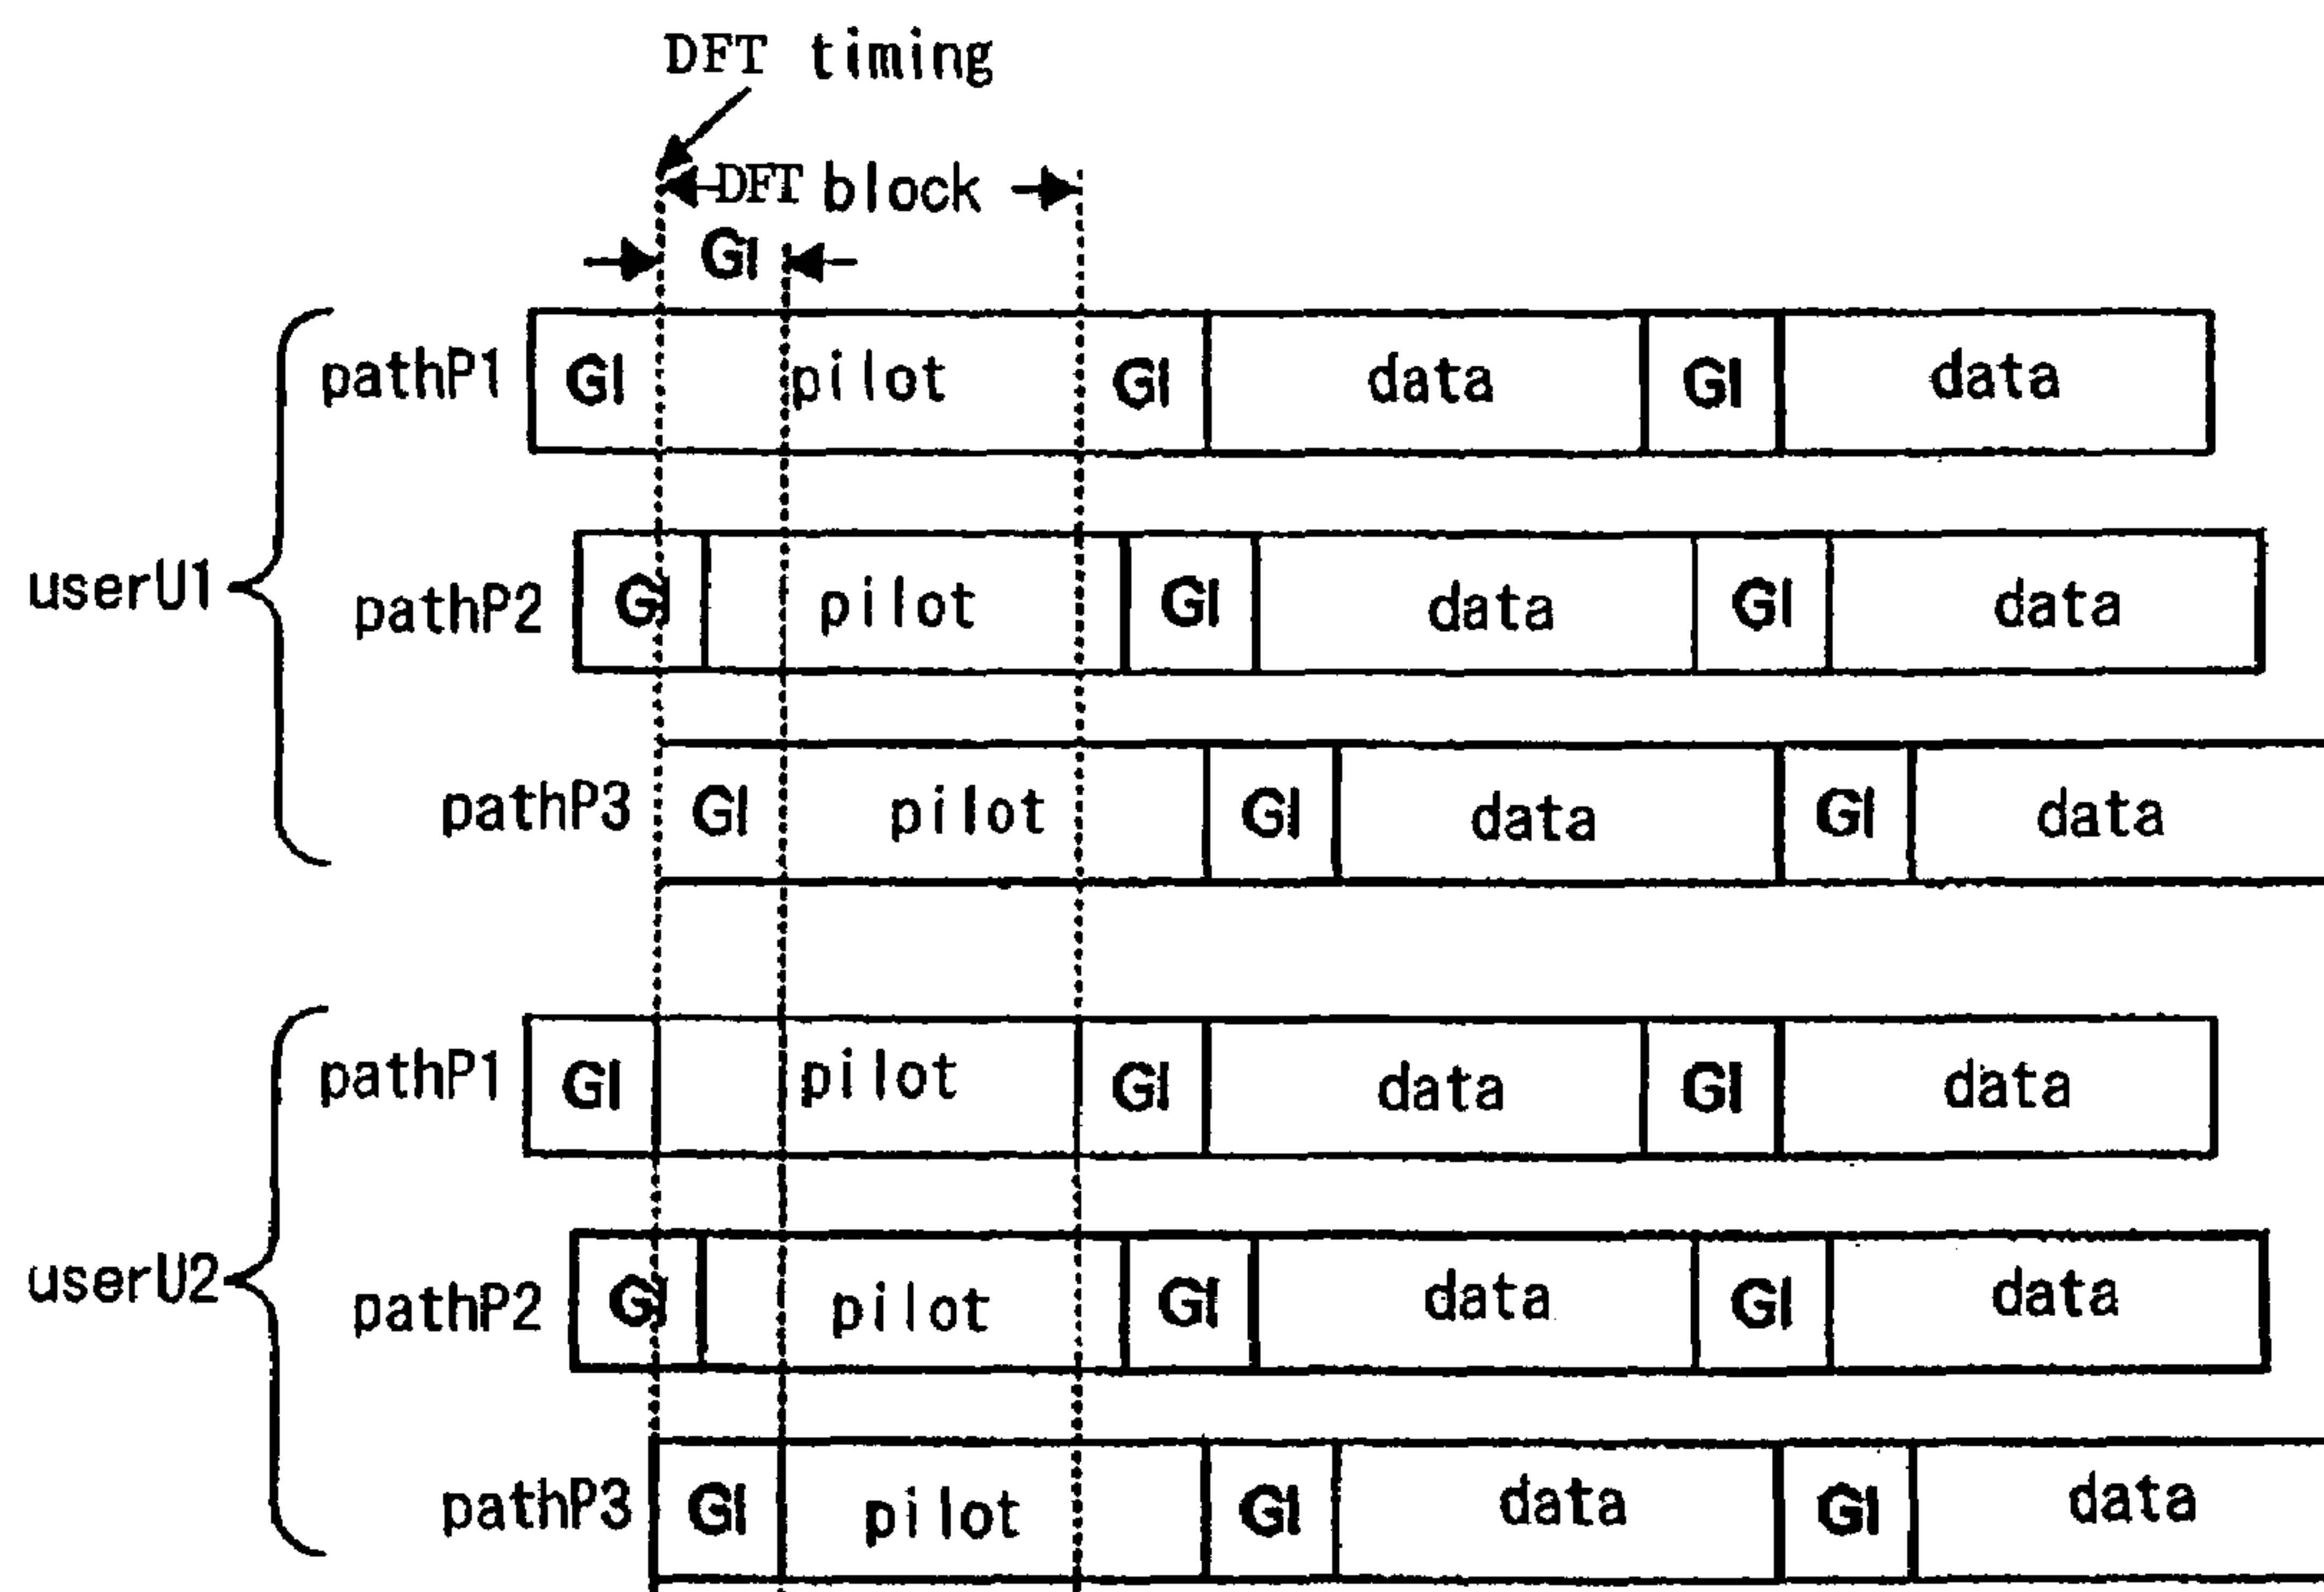 DFT timing
DFT block
GI
pathP1 GI pilot GI data GI data
userU1
pathP2 GI pilot GI data GI data
pathP3 GI pilot GI data GI data
pathP1 GI pilot GI data GI data
userU2
pathP2 GI pilot GI data GI data
pathP3 GI pilot GI data GI data